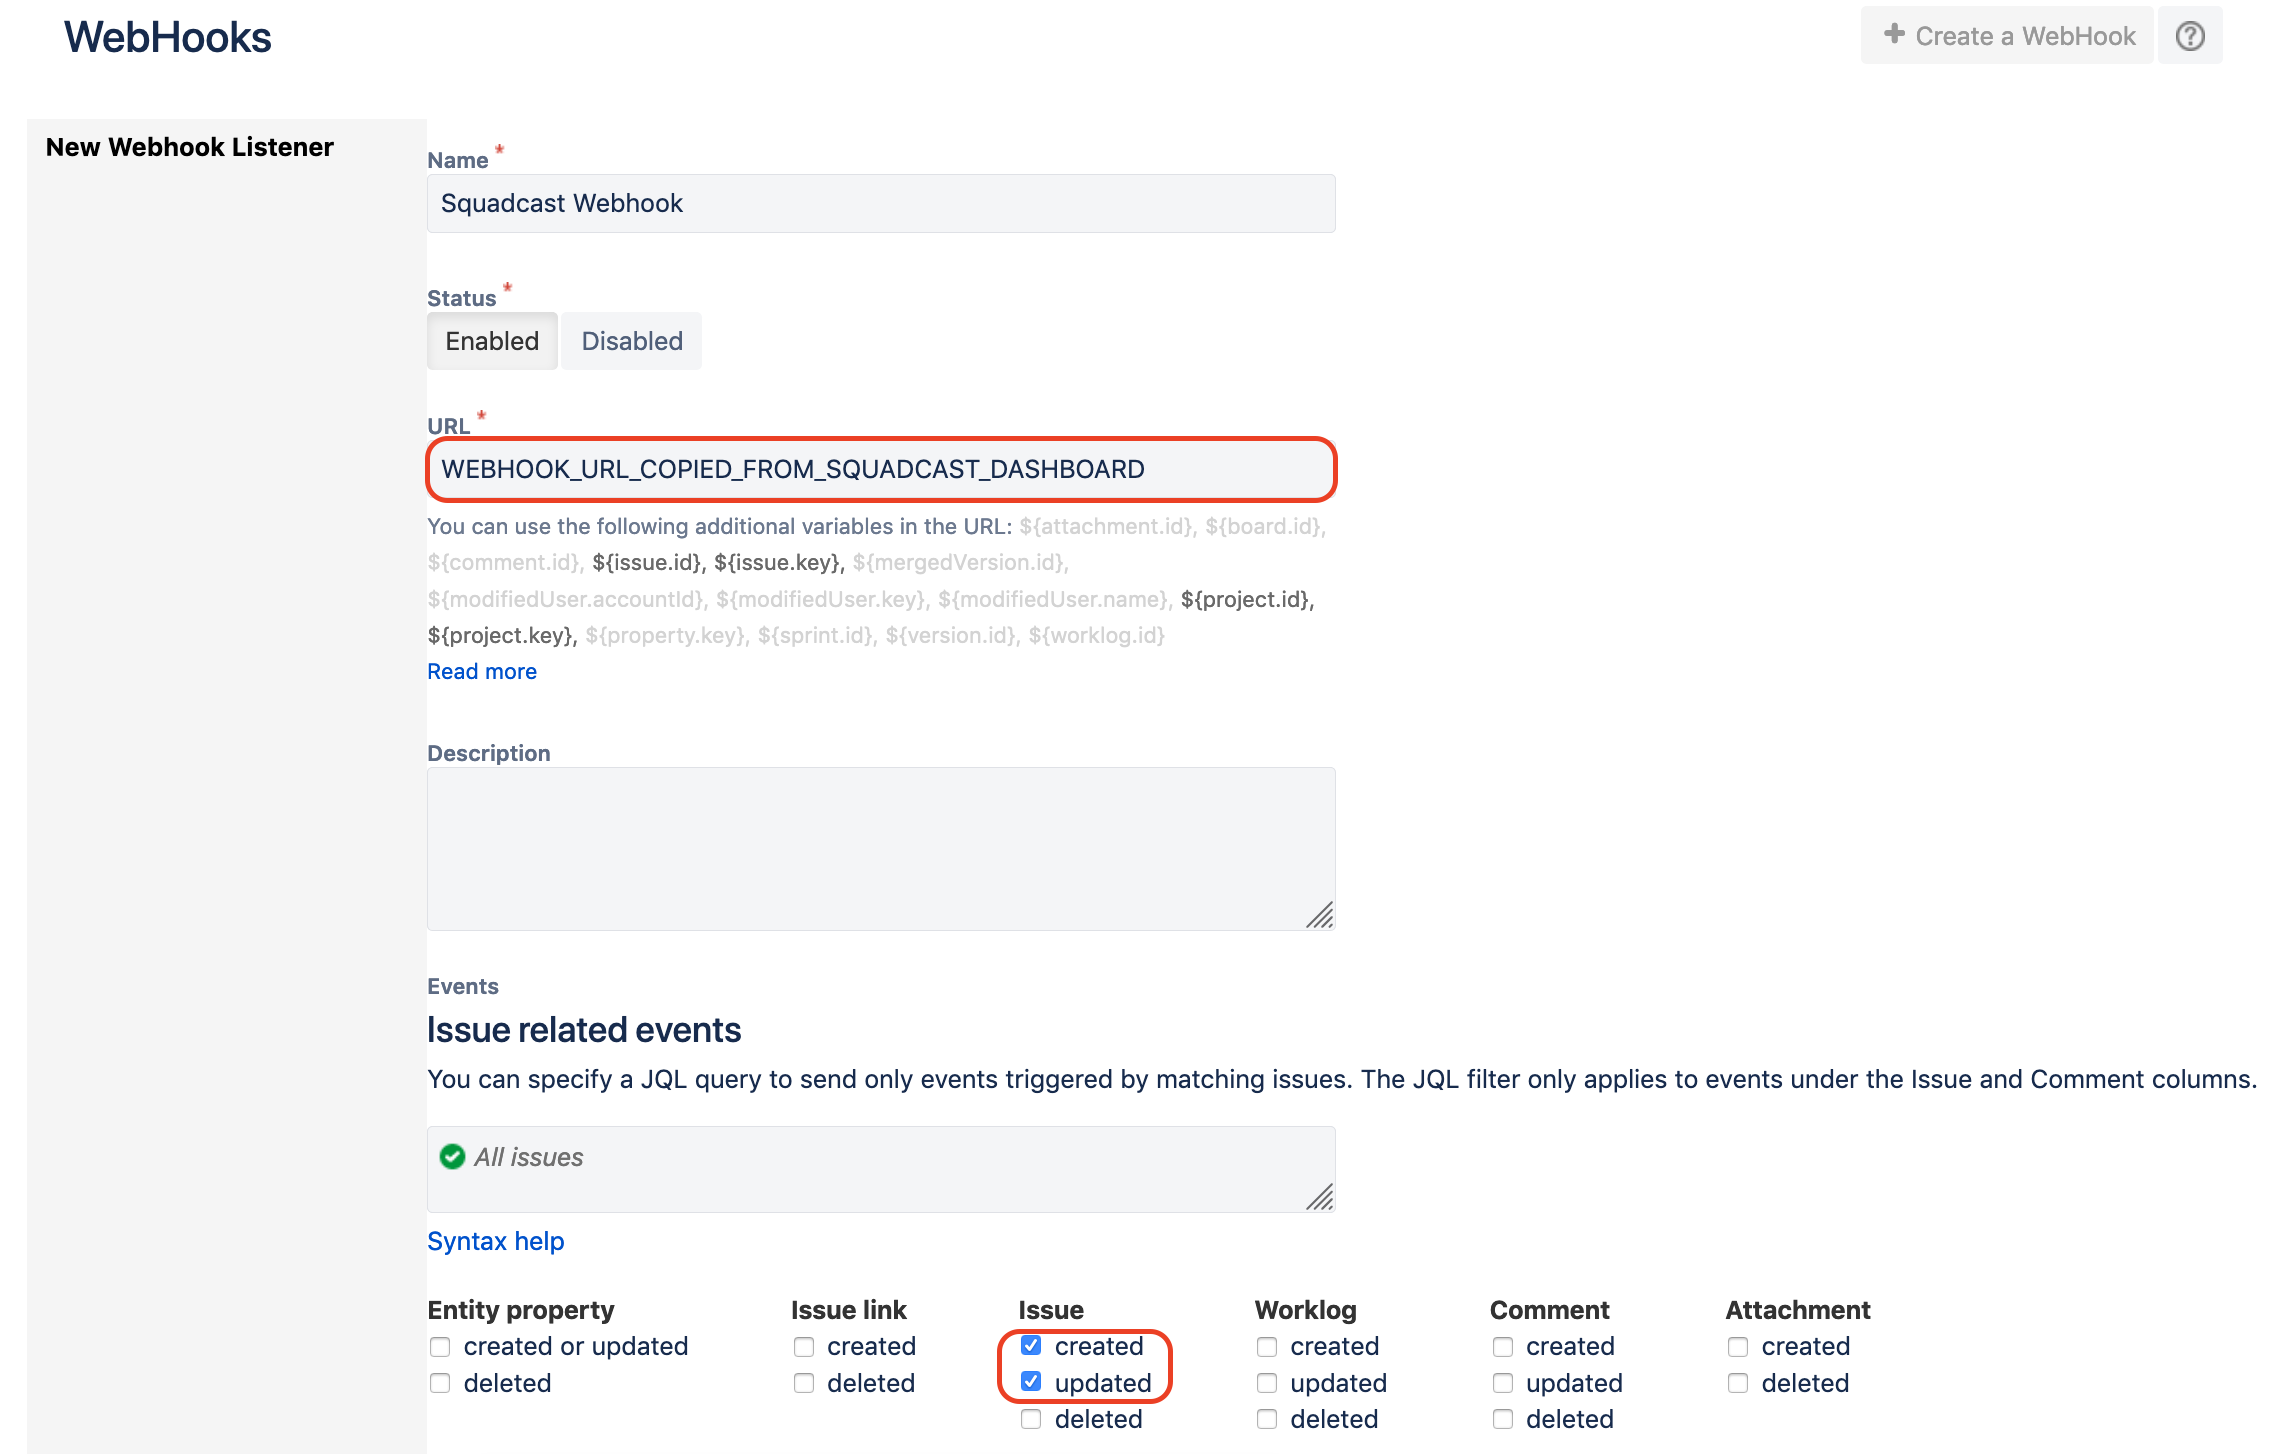 WebHooks
+ Create a WebHook
New Webhook Listener
Name *
Squadcast Webhook
Status *
Enabled Disabled
URL *
WEBHOOK_URL_COPIED_FROM_SQUADCAST_DASHBOARD
You can use the following additional variables in the URL: ${attachment.id}, ${board.id},
${comment.id}, ${issue.id}, ${issue.key}, ${mergedVersion.id},
${modifiedUser.accountId}, ${modifiedUser.key}, ${modifiedUser.name}, ${project.id},
${project.key}, ${property.key}, ${sprint.id}, ${version.id}, ${worklog.id}
Read more
Description
Events
Issue related events
You can specify a JQL query to send only events triggered by matching issues. The JQL filter only applies to events under the Issue and Comment columns.
All issues
Syntax help
Entity property Issue link Issue Worklog Comment Attachment
created or updated created created created created created
deleted deleted updated updated updated deleted
deleted deleted deleted